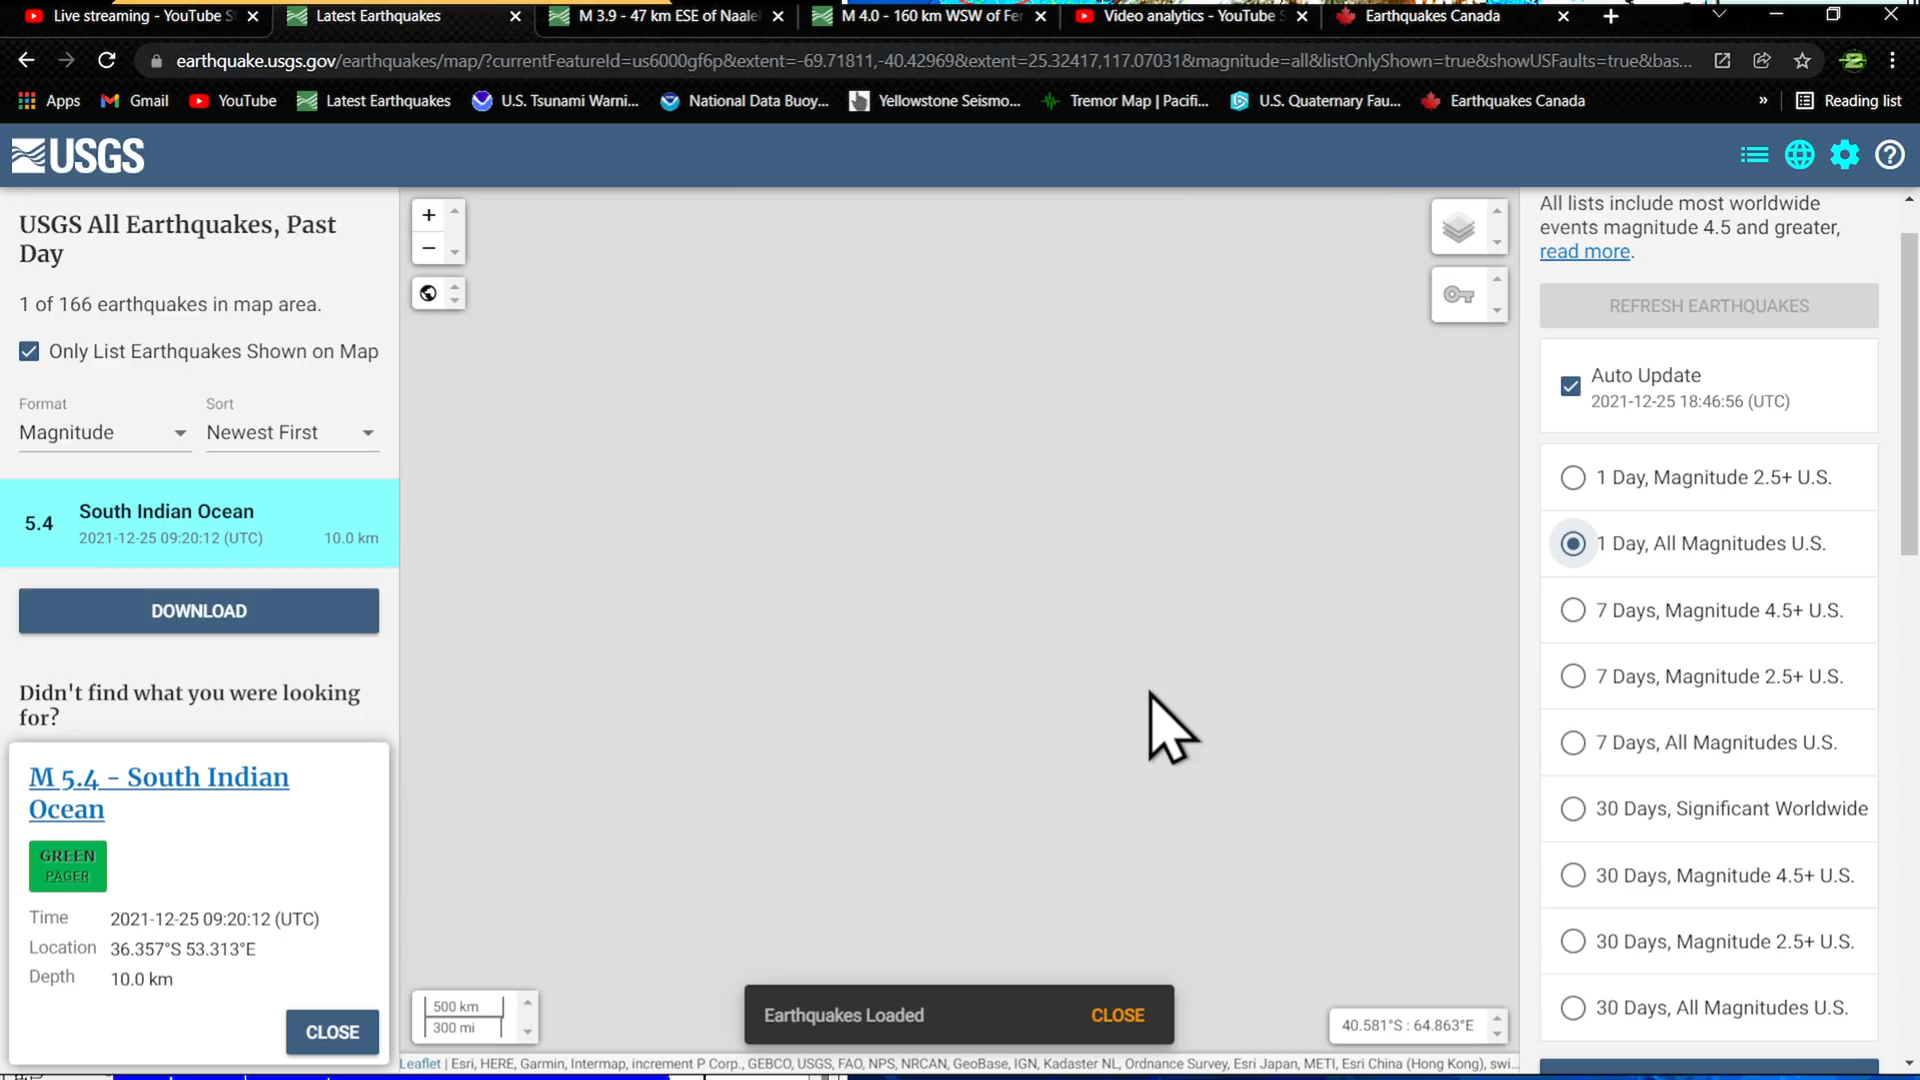 Live streaming - YouTube S
Latest Earthquakes
M 3.9 - 47 km ESE of Naale
M 4.0 - 160 km WSW of Fer
Video analytics - YouTube S
Earthquakes Canada
earthquake.usgs.gov/earthquakes/map/?currentFeatureId=us6000gf6p&extent=-69.71811,-40.42969&extent=25.32417,117.07031&magnitude=all&listOnlyShown=true&showUSFaults=true&bas...
Apps
Gmail
YouTube
Latest Earthquakes
U.S. Tsunami Warni...
National Data Buoy...
Yellowstone Seismo...
Tremor Map | Pacifi...
U.S. Quaternary Fau...
Earthquakes Canada
»
Reading list
USGS
USGS All Earthquakes, Past
Day
1 of 166 earthquakes in map area.
Only List Earthquakes Shown on Map
Format
Sort
Magnitude
Newest First
5.4
South Indian Ocean
2021-12-25 09:20:12 (UTC)
10.0 km
DOWNLOAD
Didn't find what you were looking
for?
M 5.4 - South Indian
Ocean
GREEN
PAGER
Time 2021-12-25 09:20:12 (UTC)
Location 36.357°S 53.313°E
Depth 10.0 km
CLOSE
+
−
500 km
300 mi
Earthquakes Loaded
CLOSE
40.581°S : 64.863°E
Leaflet | Esri, HERE, Garmin, Intermap, increment P Corp., GEBCO, USGS, FAO, NPS, NRCAN, GeoBase, IGN, Kadaster NL, Ordnance Survey, Esri Japan, METI, Esri China (Hong Kong), swi...
All lists include most worldwide
events magnitude 4.5 and greater,
read more.
REFRESH EARTHQUAKES
Auto Update
2021-12-25 18:46:56 (UTC)
1 Day, Magnitude 2.5+ U.S.
1 Day, All Magnitudes U.S.
7 Days, Magnitude 4.5+ U.S.
7 Days, Magnitude 2.5+ U.S.
7 Days, All Magnitudes U.S.
30 Days, Significant Worldwide
30 Days, Magnitude 4.5+ U.S.
30 Days, Magnitude 2.5+ U.S.
30 Days, All Magnitudes U.S.